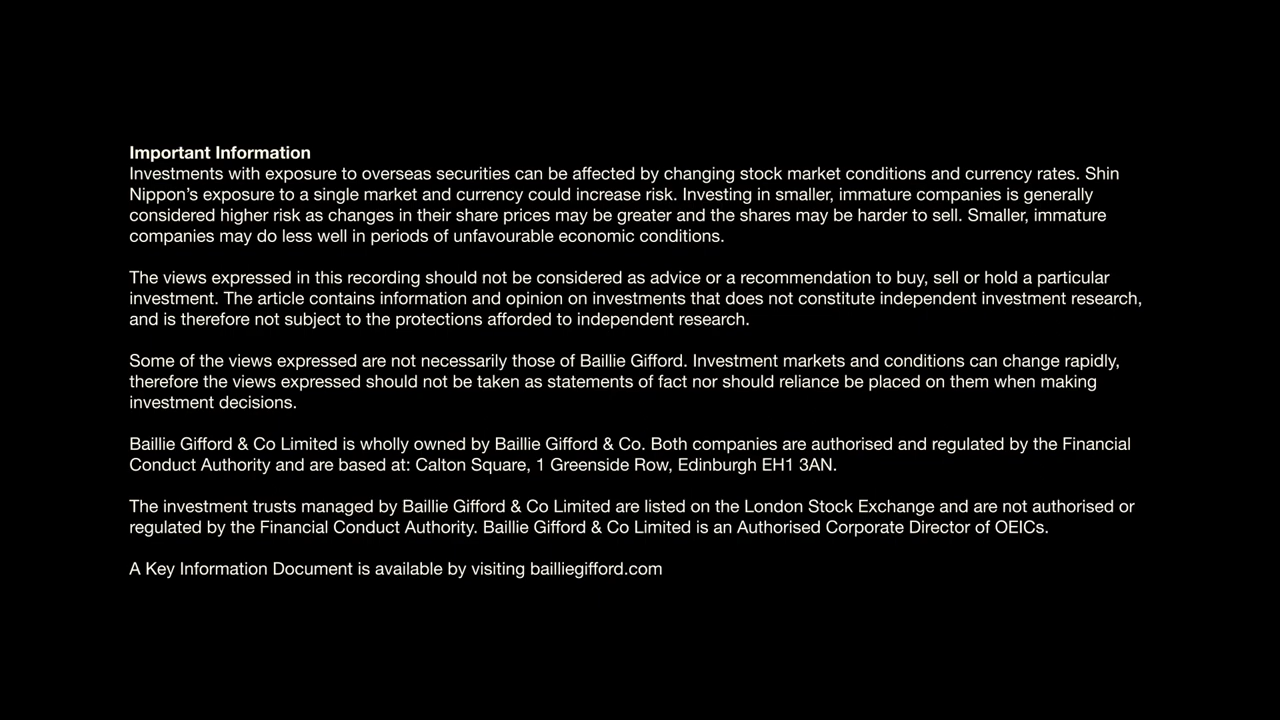 Important Information
Investments with exposure to overseas securities can be affected by changing stock market conditions and currency rates. Shin
Nippon’s exposure to a single market and currency could increase risk. Investing in smaller, immature companies is generally
considered higher risk as changes in their share prices may be greater and the shares may be harder to sell. Smaller, immature
companies may do less well in periods of unfavourable economic conditions.
The views expressed in this recording should not be considered as advice or a recommendation to buy, sell or hold a particular
investment. The article contains information and opinion on investments that does not constitute independent investment research,
and is therefore not subject to the protections afforded to independent research.
Some of the views expressed are not necessarily those of Baillie Gifford. Investment markets and conditions can change rapidly,
therefore the views expressed should not be taken as statements of fact nor should reliance be placed on them when making
investment decisions.
Baillie Gifford & Co Limited is wholly owned by Baillie Gifford & Co. Both companies are authorised and regulated by the Financial
Conduct Authority and are based at: Calton Square, 1 Greenside Row, Edinburgh EH1 3AN.
The investment trusts managed by Baillie Gifford & Co Limited are listed on the London Stock Exchange and are not authorised or
regulated by the Financial Conduct Authority. Baillie Gifford & Co Limited is an Authorised Corporate Director of OEICs.
A Key Information Document is available by visiting bailliegifford.com